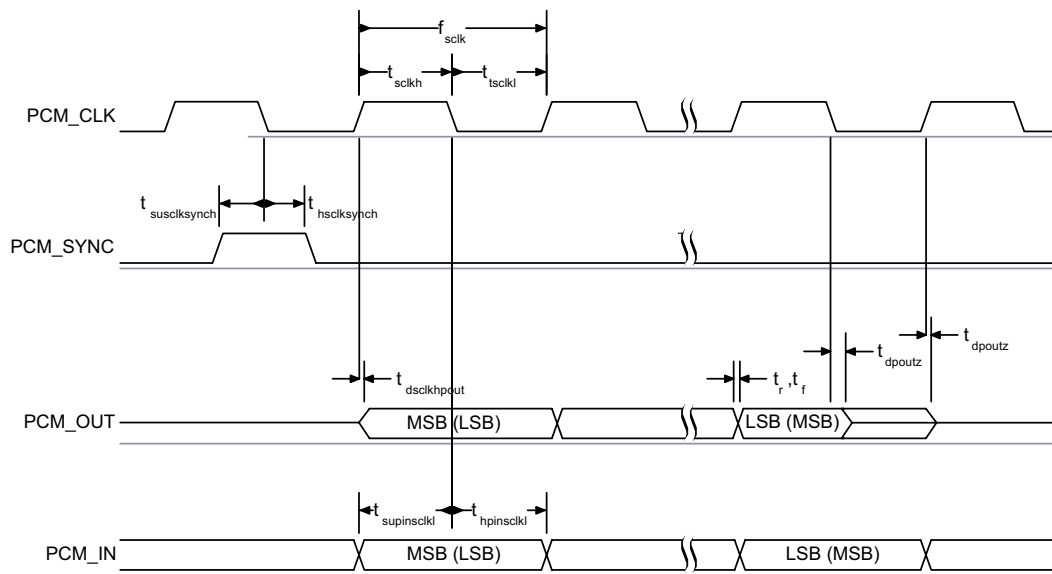 f sclk
t sclkh
t tsclkl
PCM_CLK
t susclksynch
t hsclksynch
PCM_SYNC
t dpoutz
t dpoutz
t dsclkhpout
t r ,t f
PCM_OUT
MSB (LSB)
LSB (MSB)
t supinsclkl
t hpinsclkl
PCM_IN
MSB (LSB)
LSB (MSB)